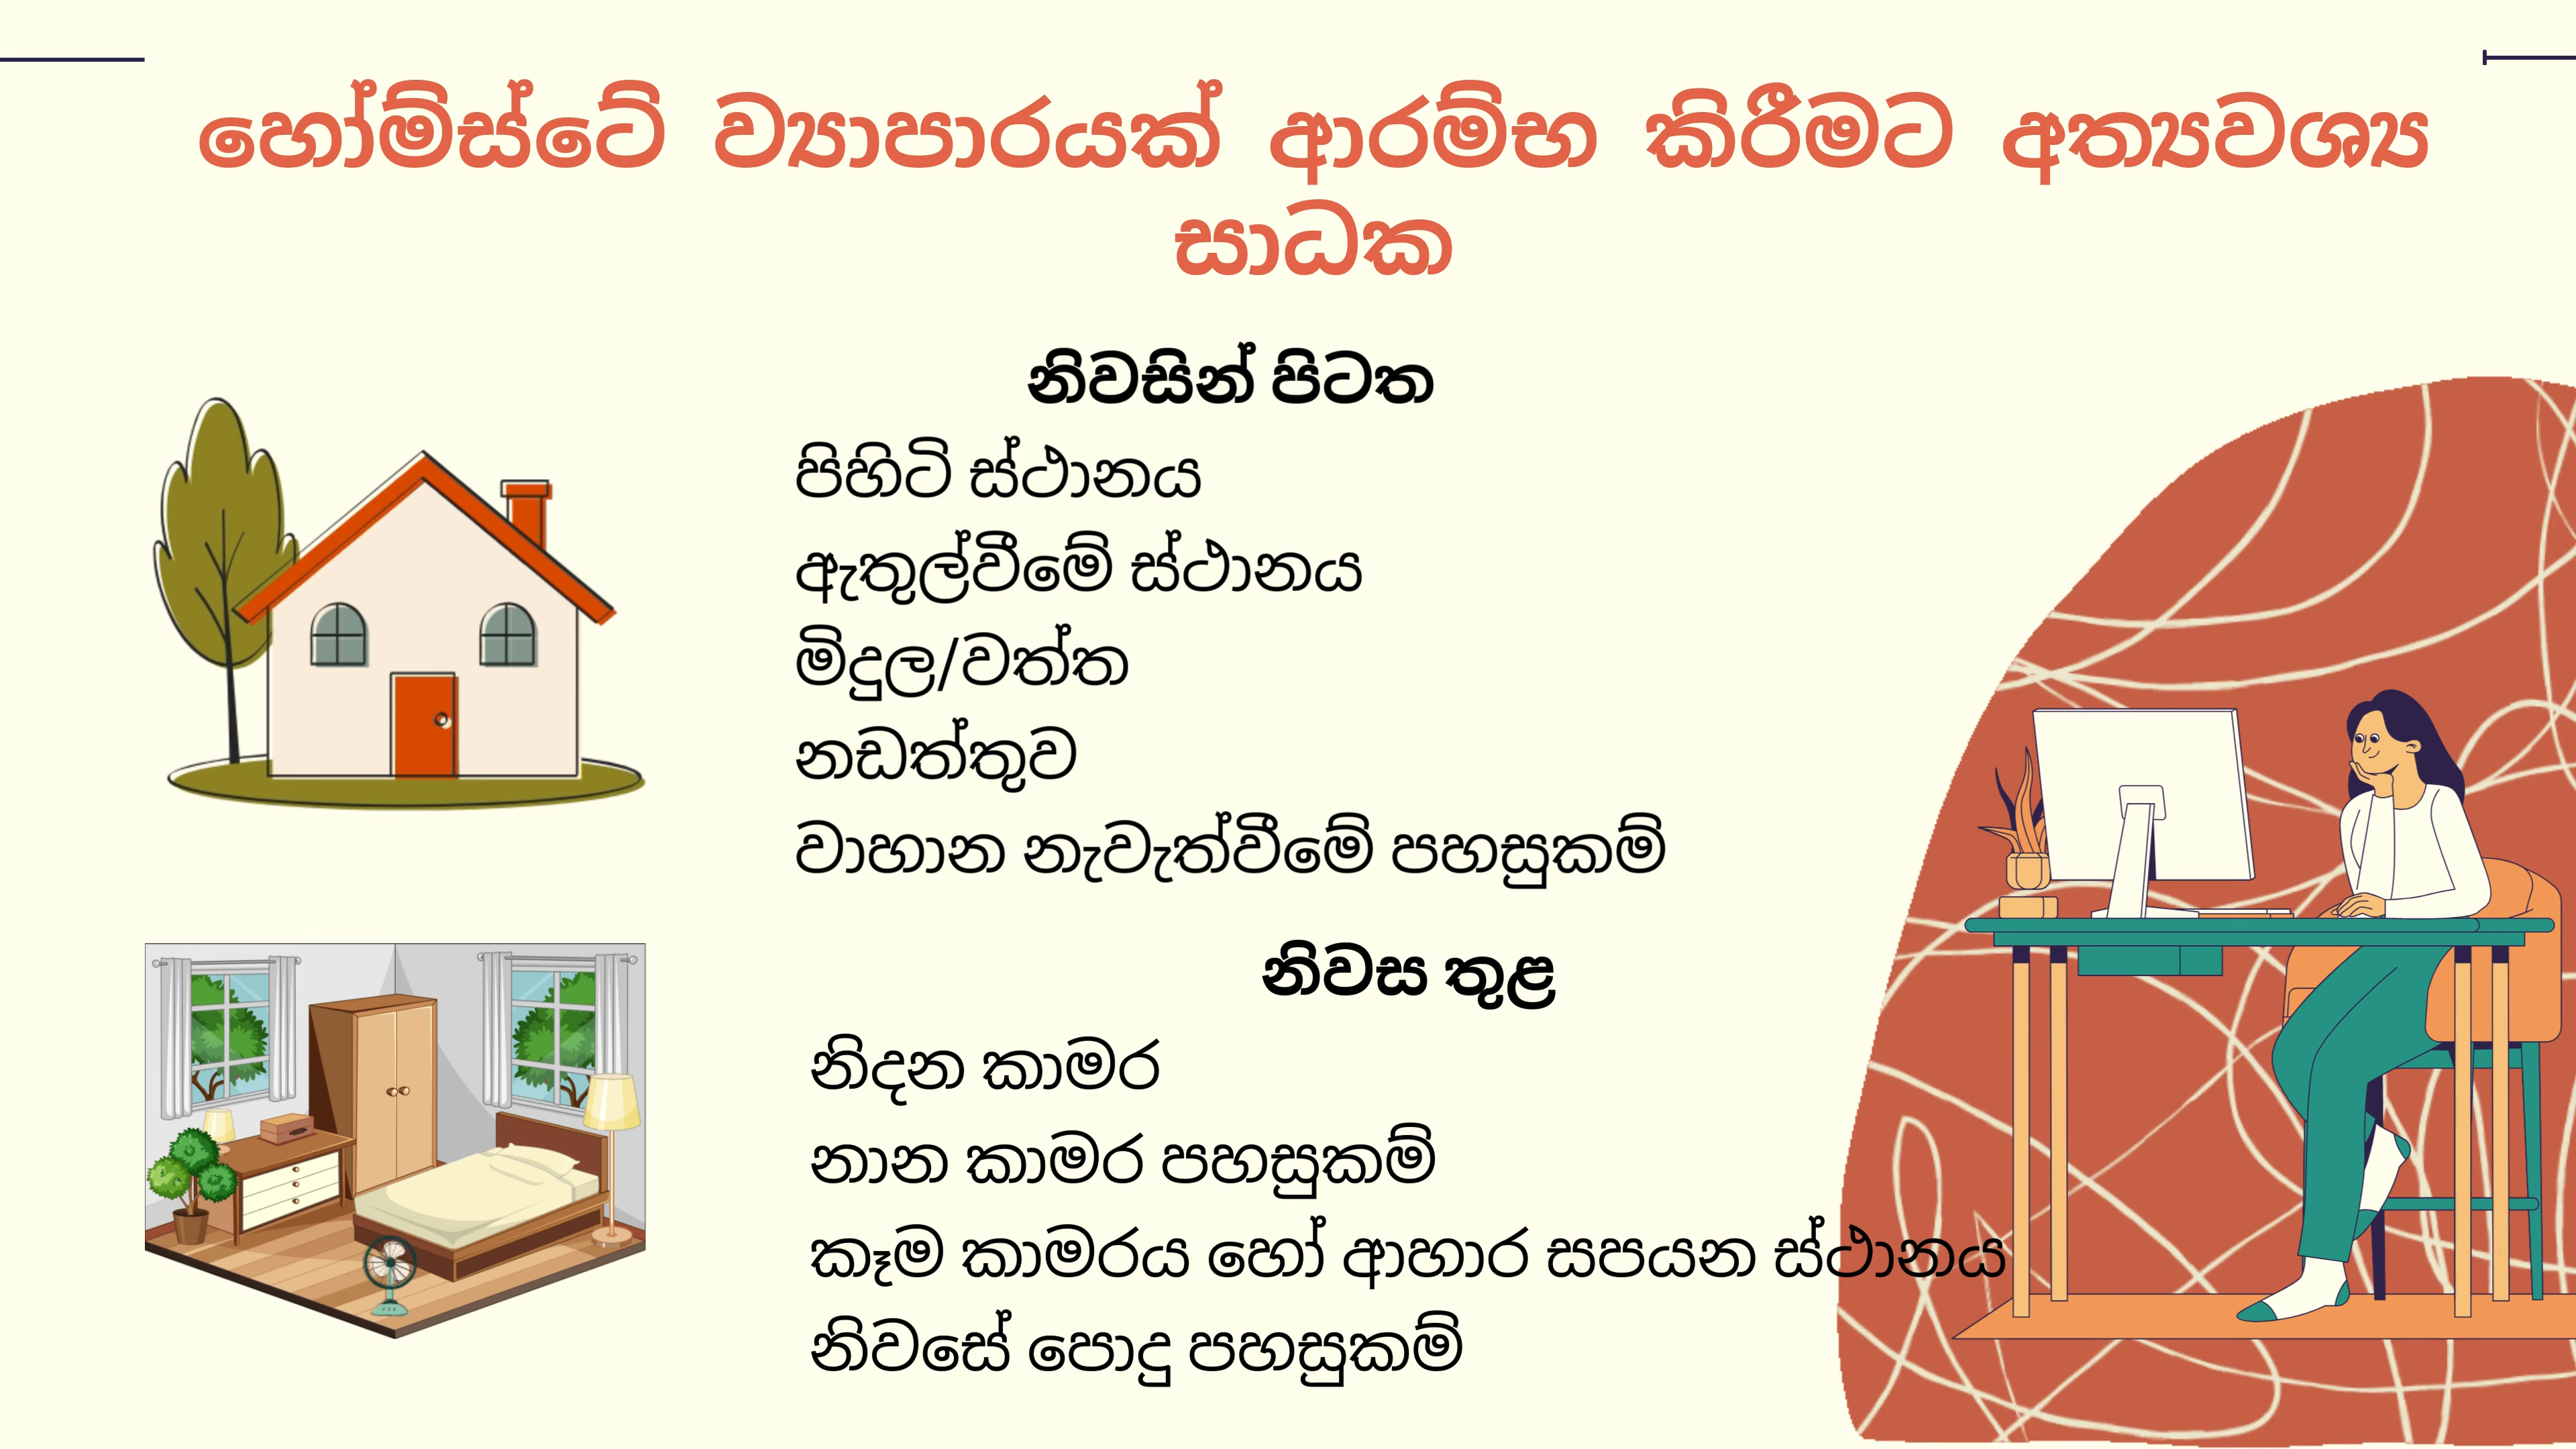 හෝම්ස්ටේ ව්‍යාපාරයක් ආරම්භ කිරීමට අත්‍යවශ්‍ය
සාධක
නිවසින් පිටත
පිහිටි ස්ථානය
ඇතුල්වීමේ ස්ථානය
මිදුල/වත්ත
නඩත්තුව
වාහාන නැවැත්වීමේ පහසුකම්
නිවස තුළ
නිදන කාමර
නාන කාමර පහසුකම්
කෑම කාමරය හෝ ආහාර සපයන ස්ථානය
නිවසේ පොදු පහසුකම්